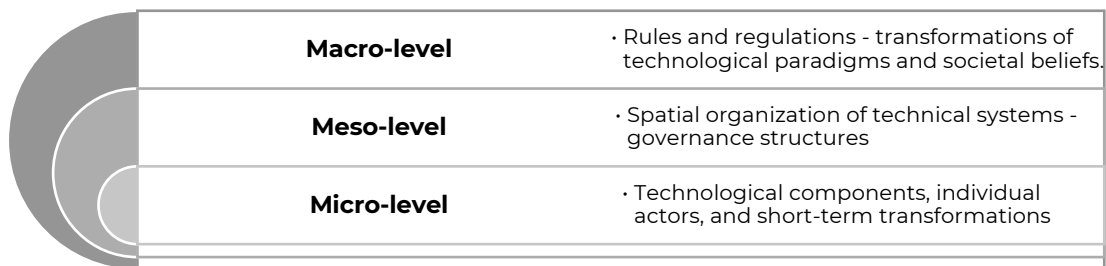 Macro-level
· Rules and regulations - transformations of
technological paradigms and societal beliefs.
Meso-level
· Spatial organization of technical systems -
governance structures
Micro-level
· Technological components, individual
actors, and short-term transformations